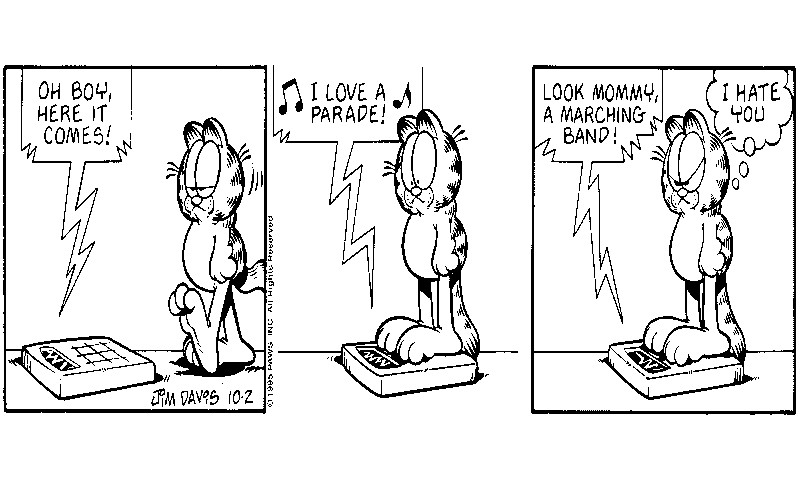 OH BOY,
HERE IT
COMES!
JIM DAVIS 10·2
©1995 PAWS, INC. All Rights Reserved
♫ I LOVE A ♪
PARADE!
LOOK MOMMY,
A MARCHING
BAND!
I HATE
YOU